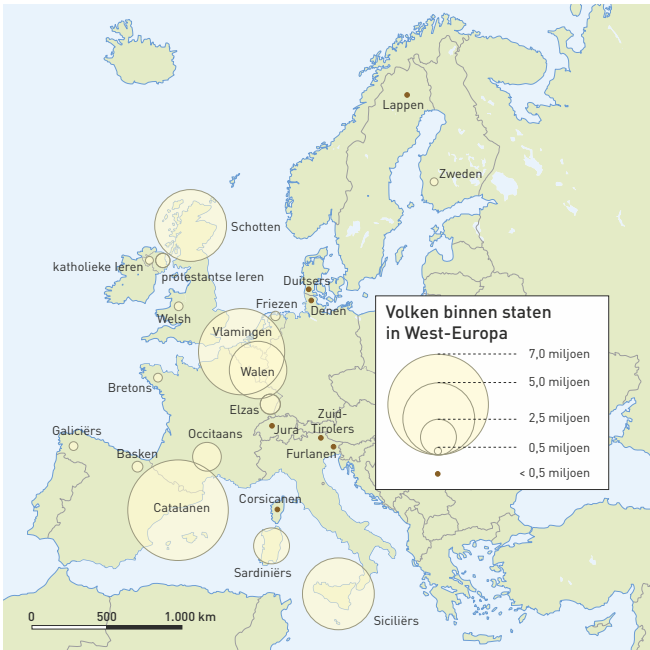 Lappen
Zweden
Schotten
katholieke Ieren
protestantse Ieren
Duitsers
Denen
Friezen
Welsh
Vlamingen
Walen
Bretons
Elzas
Jura
Zuid-
Tirolers
Furlanen
Galiciërs
Occitaans
Basken
Catalanen
Corsicanen
Sardiniërs
Siciliërs
Volken binnen staten
in West-Europa
7,0 miljoen
5,0 miljoen
2,5 miljoen
0,5 miljoen
< 0,5 miljoen
0 500 1.000 km